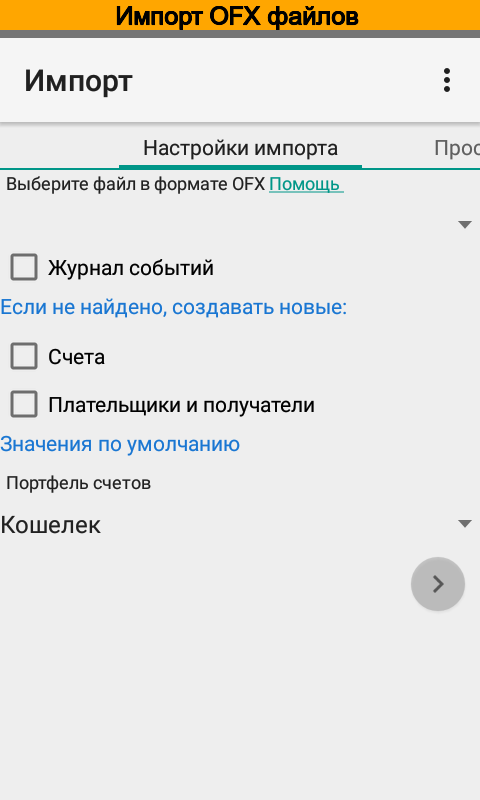 Импорт OFX файлов
Импорт
Настройки импорта
Выберите файл в формате OFX Помощь
Журнал событий
Если не найдено, создавать новые:
Счета
Плательщики и получатели
Значения по умолчанию
Портфель счетов
Кошелек